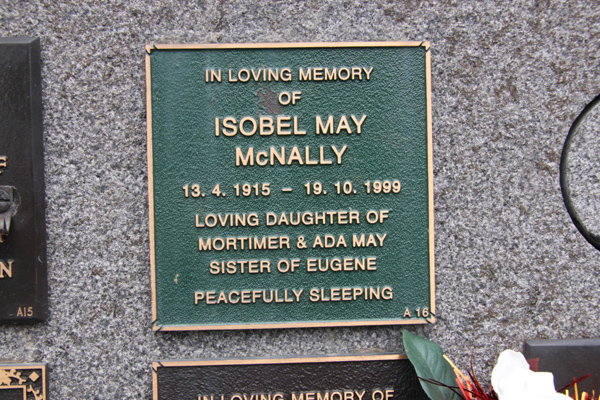 IN LOVING MEMORY
OF
ISOBEL MAY
McNALLY
13. 4. 1915 – 19. 10. 1999
LOVING DAUGHTER OF
MORTIMER & ADA MAY
SISTER OF EUGENE
PEACEFULLY SLEEPING
A 16
A15
IN LOVING MEMORY OF